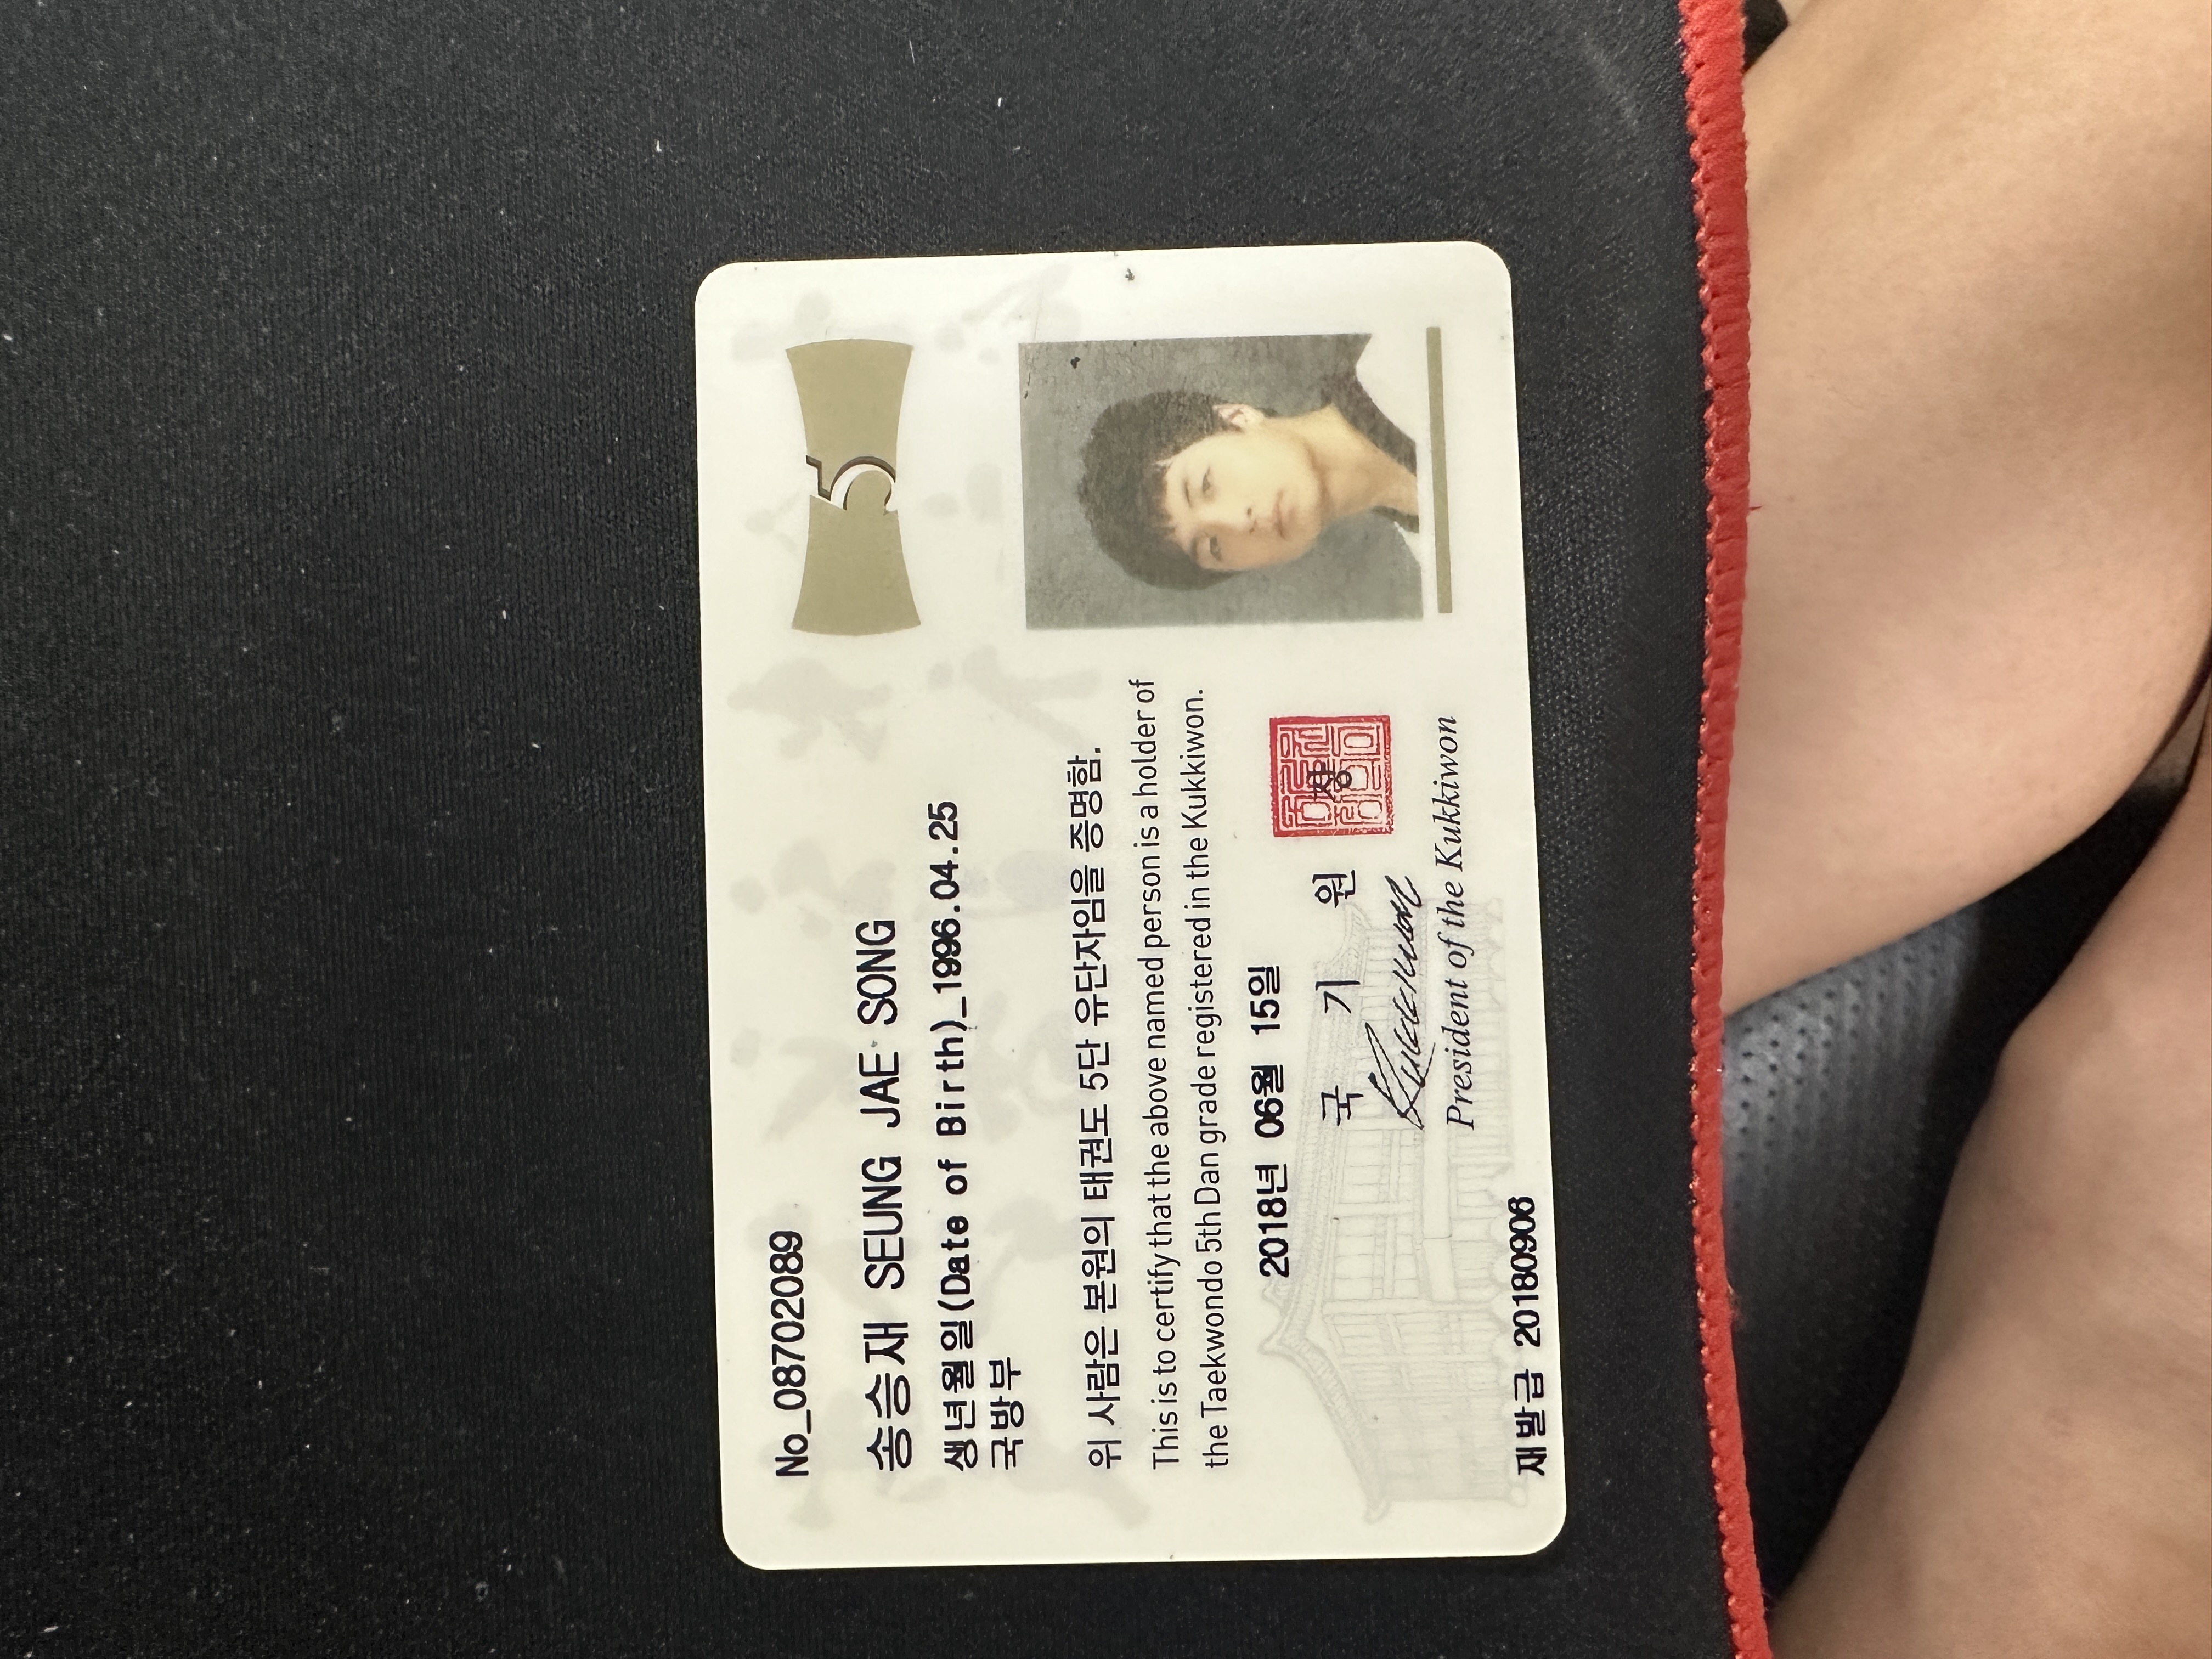 No_08702089
5
송승재 SEUNG JAE SONG
생년월일(Date of Birth)_1996.04.25
국방부
위 사람은 본원의 태권도 5단 유단자임을 증명함.
This is to certify that the above named person is a holder of
the Taekwondo 5th Dan grade registered in the Kukkiwon.
2018년 06월 15일
국 기 원 장
President of the Kukkiwon
재발급 20180906